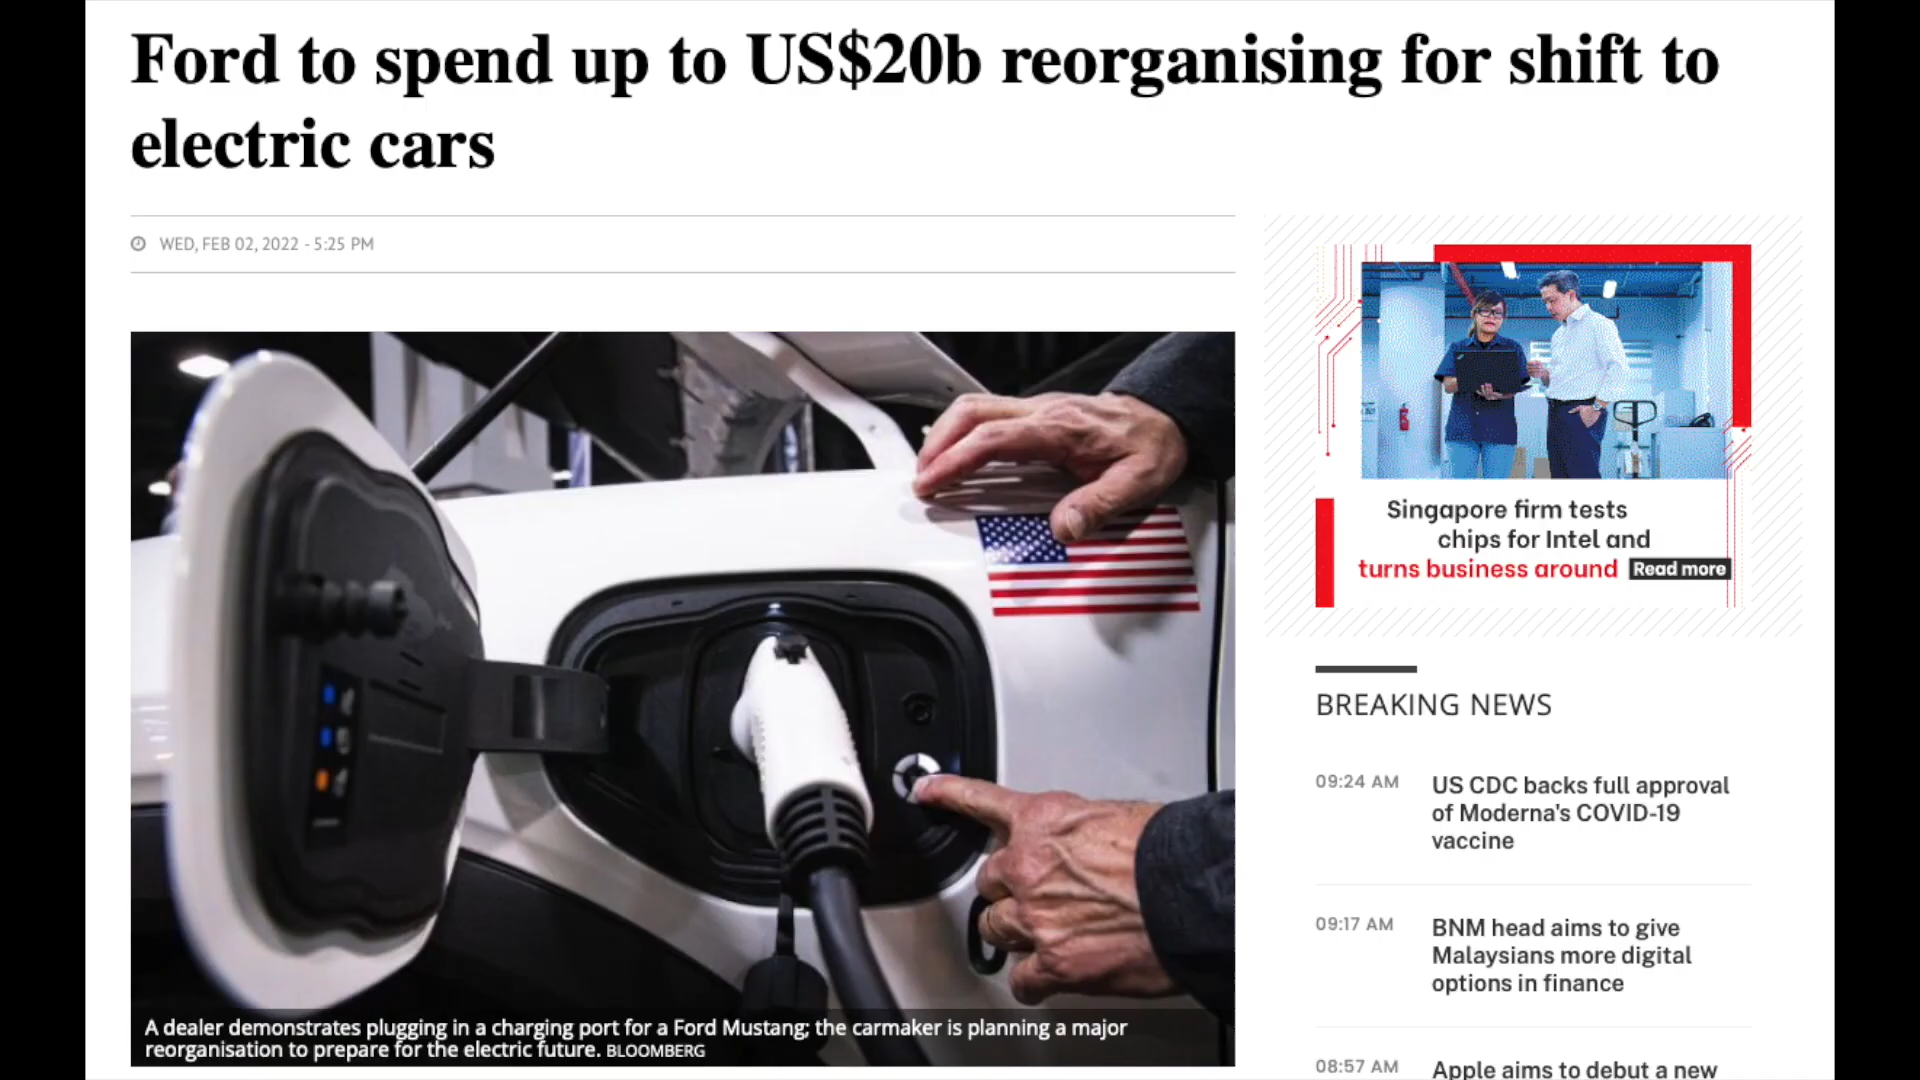 Ford to spend up to US$20b reorganising for shift to
electric cars
WED, FEB 02, 2022 - 5:25 PM
A dealer demonstrates plugging in a charging port for a Ford Mustang; the carmaker is planning a major
reorganisation to prepare for the electric future. BLOOMBERG
Singapore firm tests
chips for Intel and
turns business around Read more
BREAKING NEWS
09:24 AM US CDC backs full approval
of Moderna's COVID-19
vaccine
09:17 AM BNM head aims to give
Malaysians more digital
options in finance
08:57 AM Apple aims to debut a new